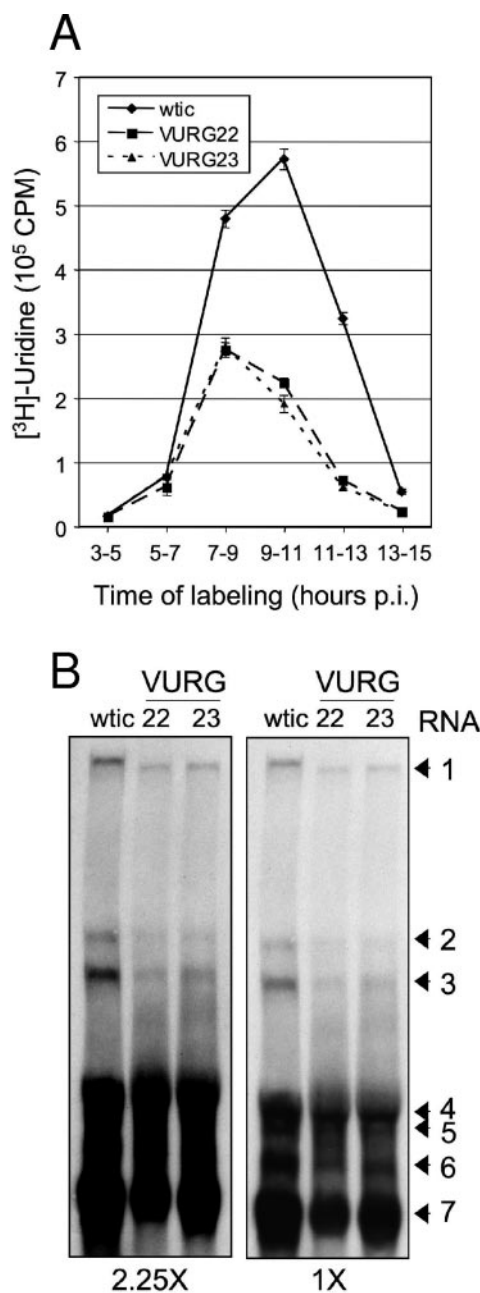 A
[³H]-Uridine (10⁵ CPM)
7
6
5
4
3
2
1
0
wtic
VURG22
VURG23
3-5 5-7 7-9 9-11 11-13 13-15
Time of labeling (hours p.i.)
B
VURG VURG
wtic 22 23 wtic 22 23 RNA
1
2
3
4
5
6
7
2.25X 1X